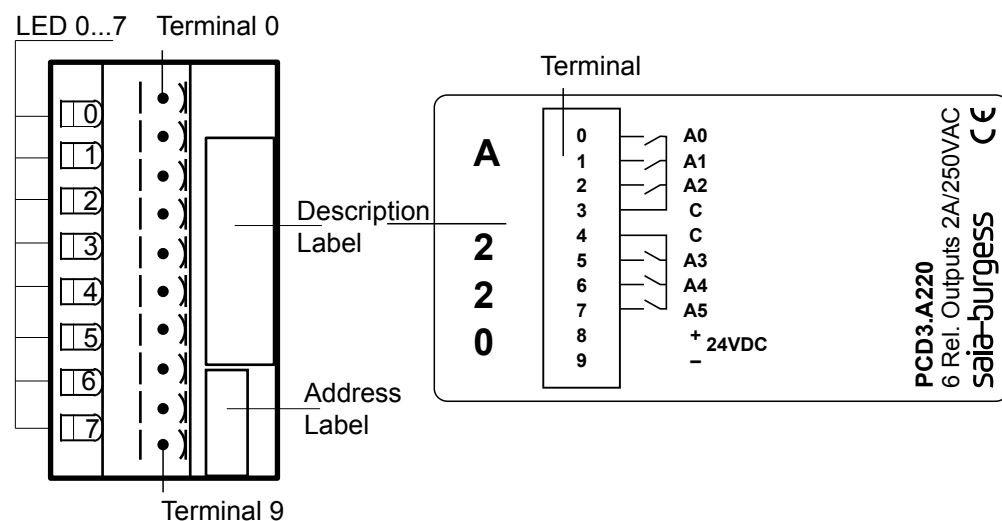 LED 0...7
Terminal 0
0
1
2
3
4
5
6
7
Description
Label
Address
Label
Terminal 9
Terminal
A
2
2
0
0 A0
1 A1
2 A2
3 C
4 C
5 A3
6 A4
7 A5
8 +
24VDC
9 –
PCD3.A220
6 Rel. Outputs 2A/250VAC
saia-burgess
CE